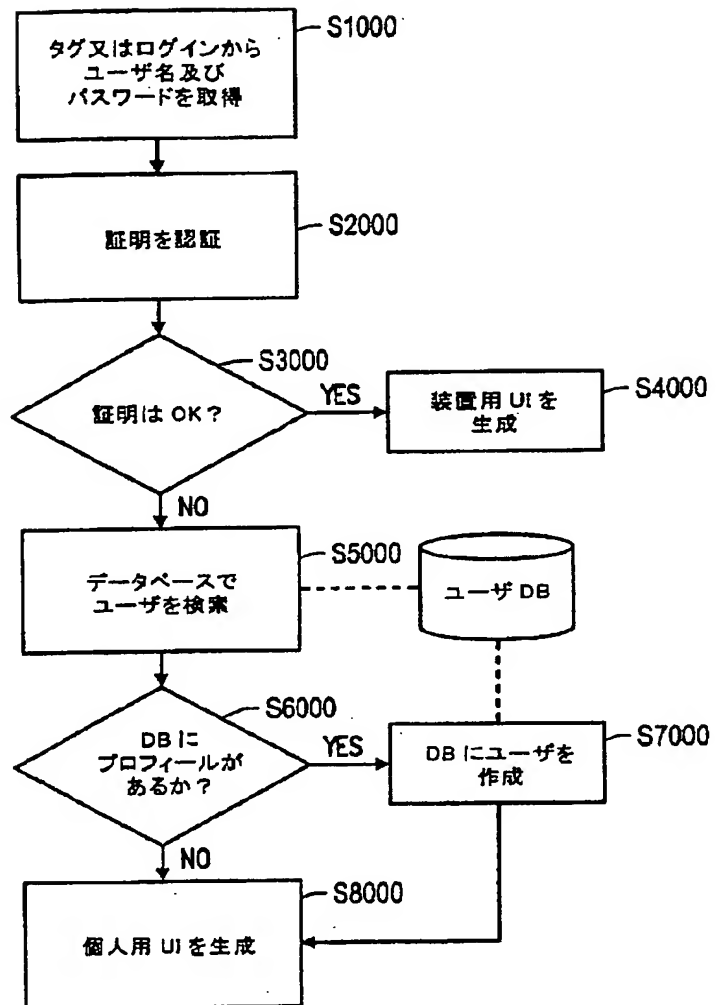 S1000
タグ又はログインから
ユーザ名及び
パスワードを取得
S2000
証明を認証
S3000
証明は OK?
YES
S4000
装置用 UI を
生成
NO
S5000
データベースで
ユーザを検索
ユーザ DB
S6000
DB に
プロフィールが
あるか?
YES
S7000
DB にユーザを
作成
NO
S8000
個人用 UI を生成